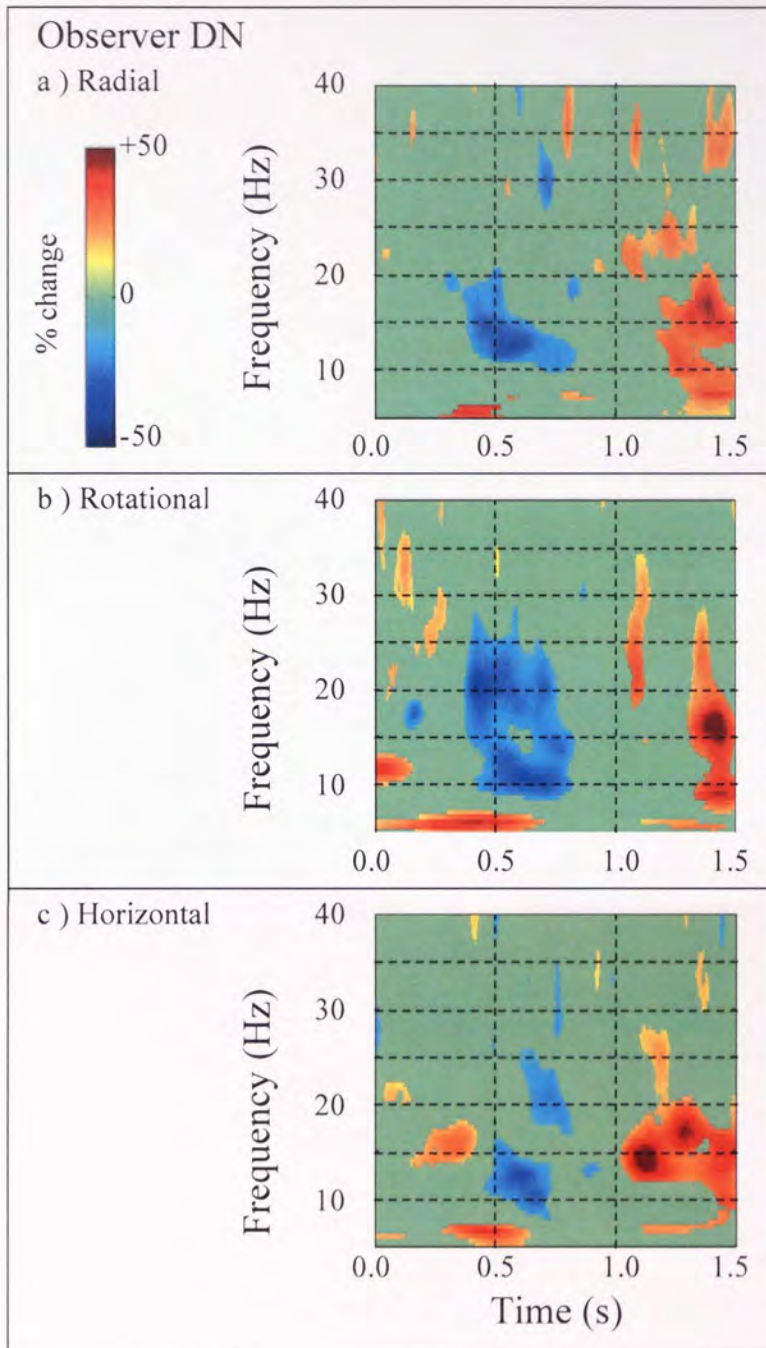 Observer DN
a ) Radial
+50
0
-50
% change
Frequency (Hz)
40
30
20
10
0.0 0.5 1.0 1.5
b ) Rotational
Frequency (Hz)
40
30
20
10
0.0 0.5 1.0 1.5
c ) Horizontal
Frequency (Hz)
40
30
20
10
0.0 0.5 1.0 1.5
Time (s)